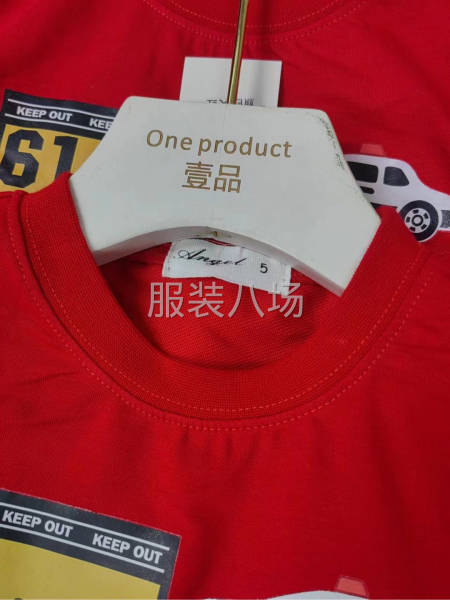 KEEP OUT
KEEP OUT
61
One product
壹品
Angel 5
服装八场
KEEP OUT
KEEP OUT